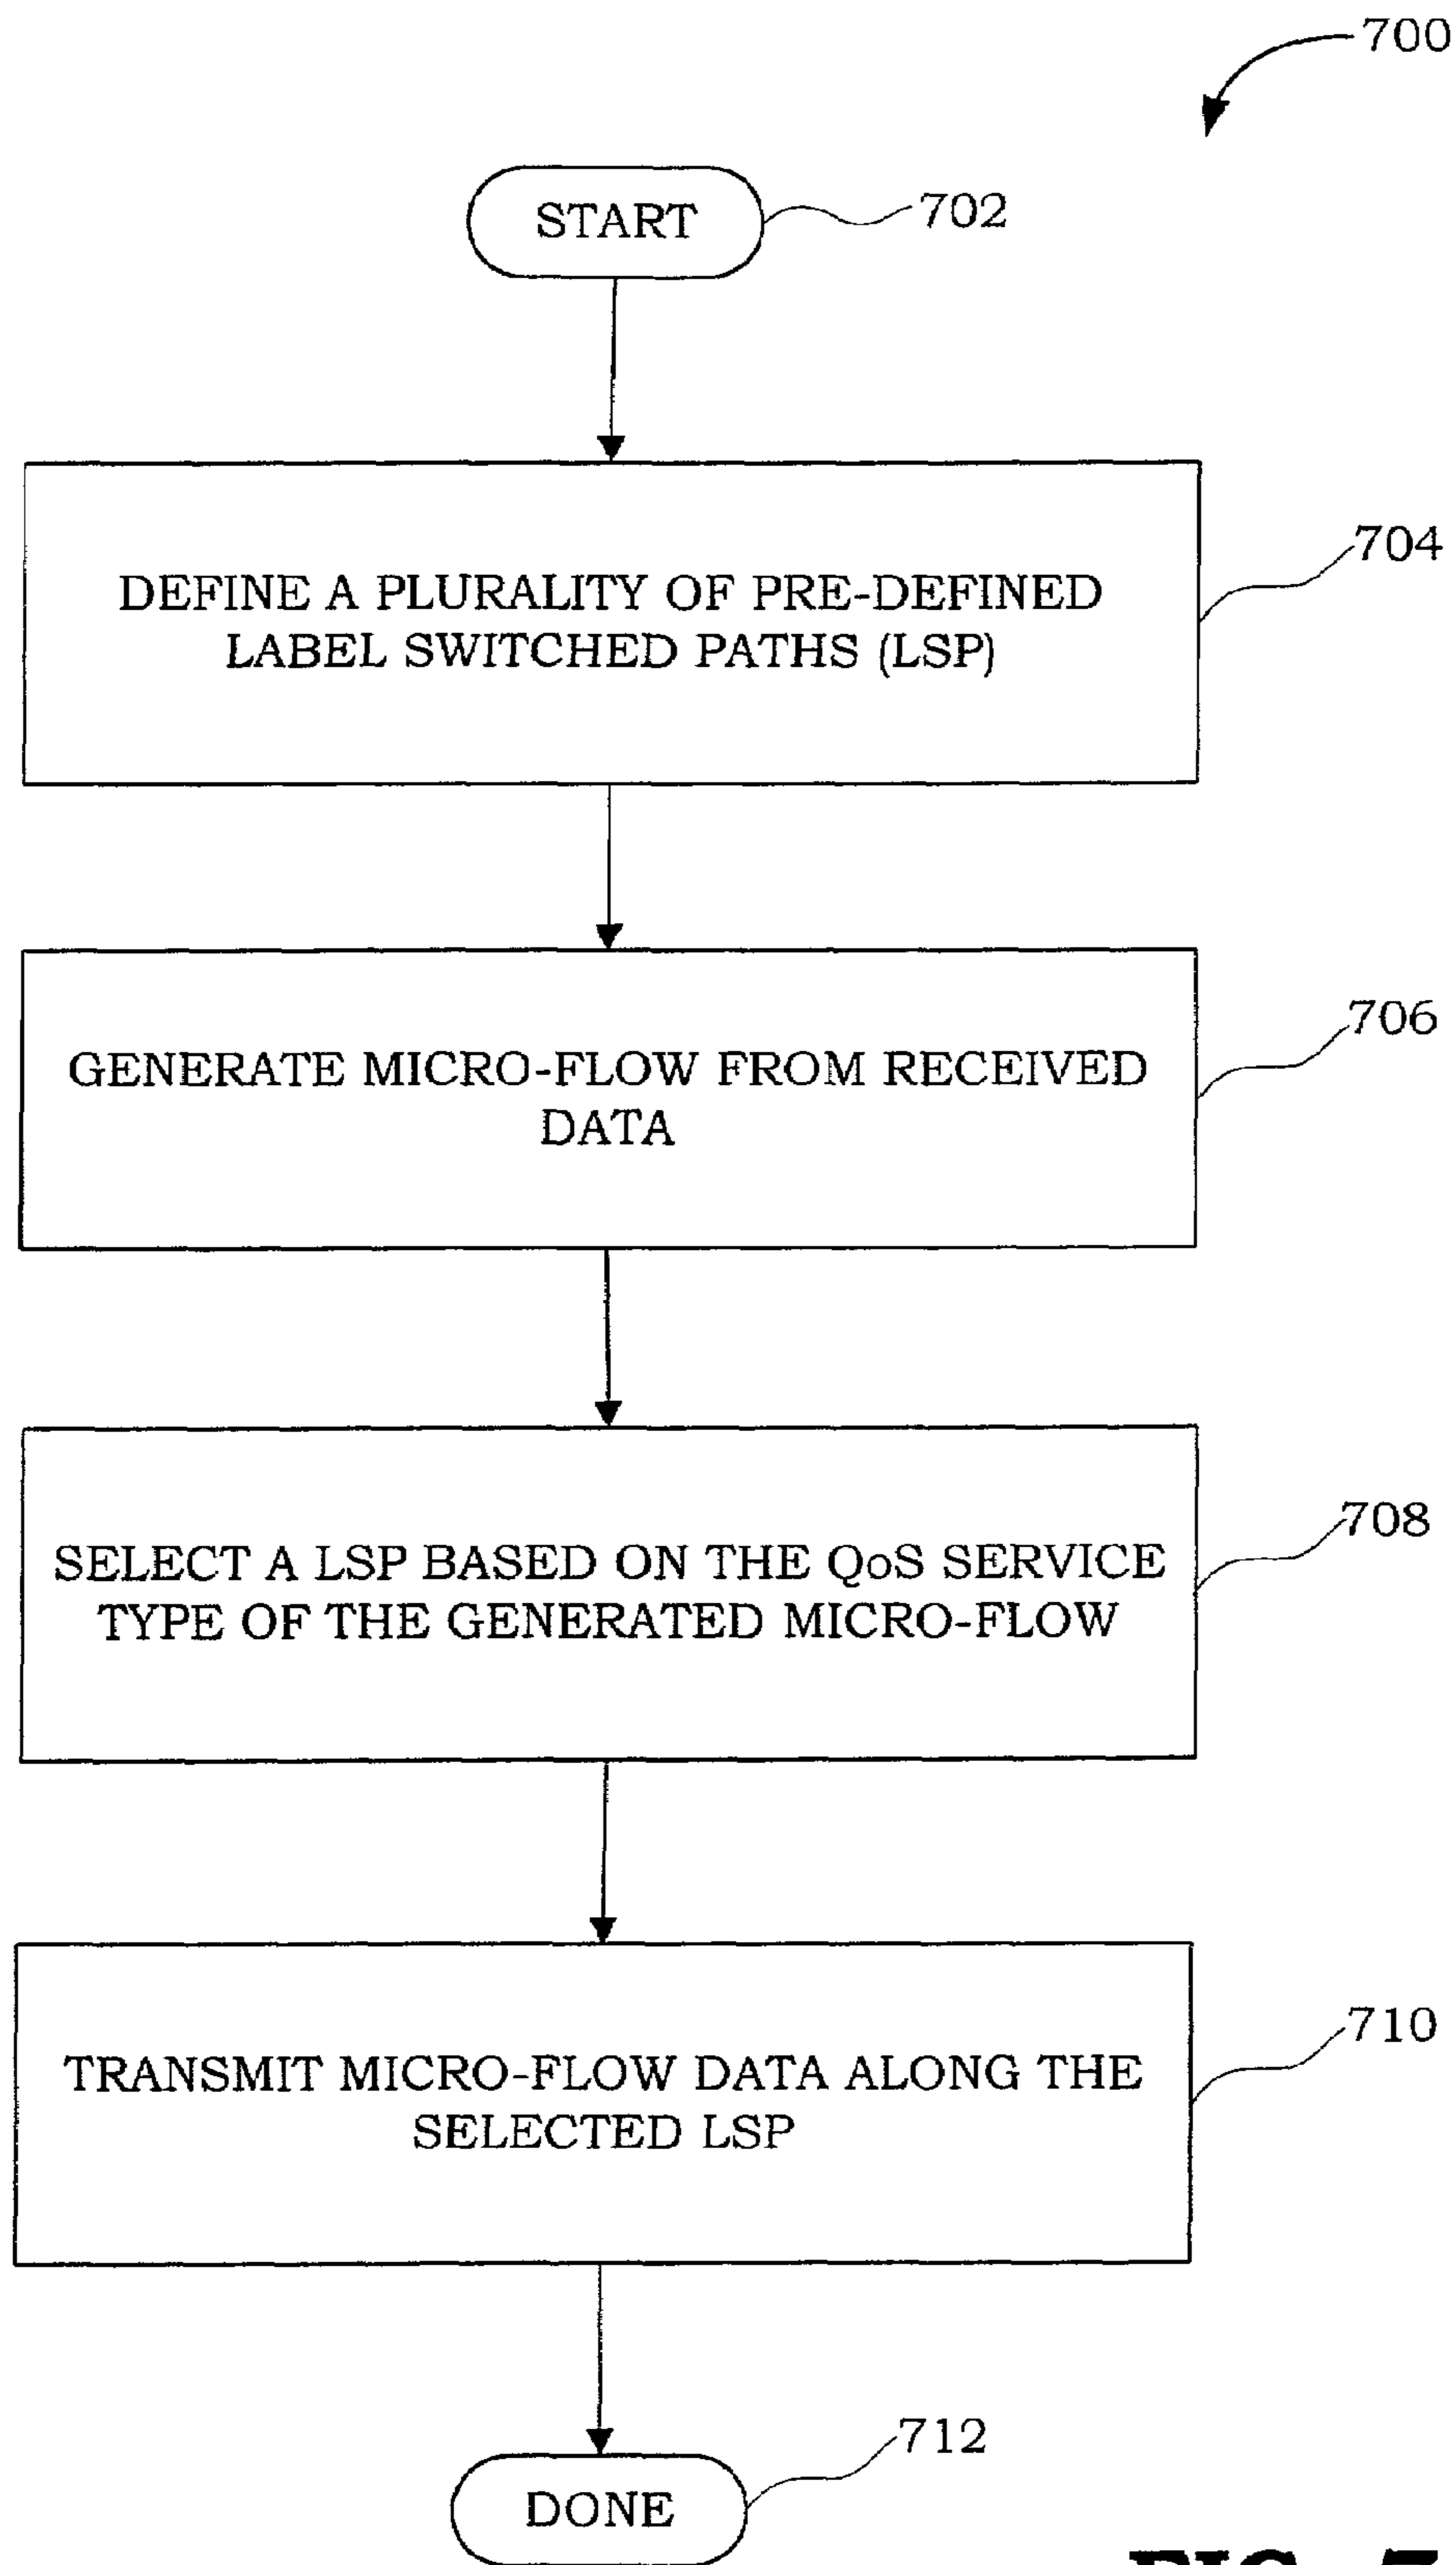 700
START
702
DEFINE A PLURALITY OF PRE-DEFINED
LABEL SWITCHED PATHS (LSP)
704
GENERATE MICRO-FLOW FROM RECEIVED
DATA
706
SELECT A LSP BASED ON THE QoS SERVICE
TYPE OF THE GENERATED MICRO-FLOW
708
TRANSMIT MICRO-FLOW DATA ALONG THE
SELECTED LSP
710
DONE
712
FIG. 7